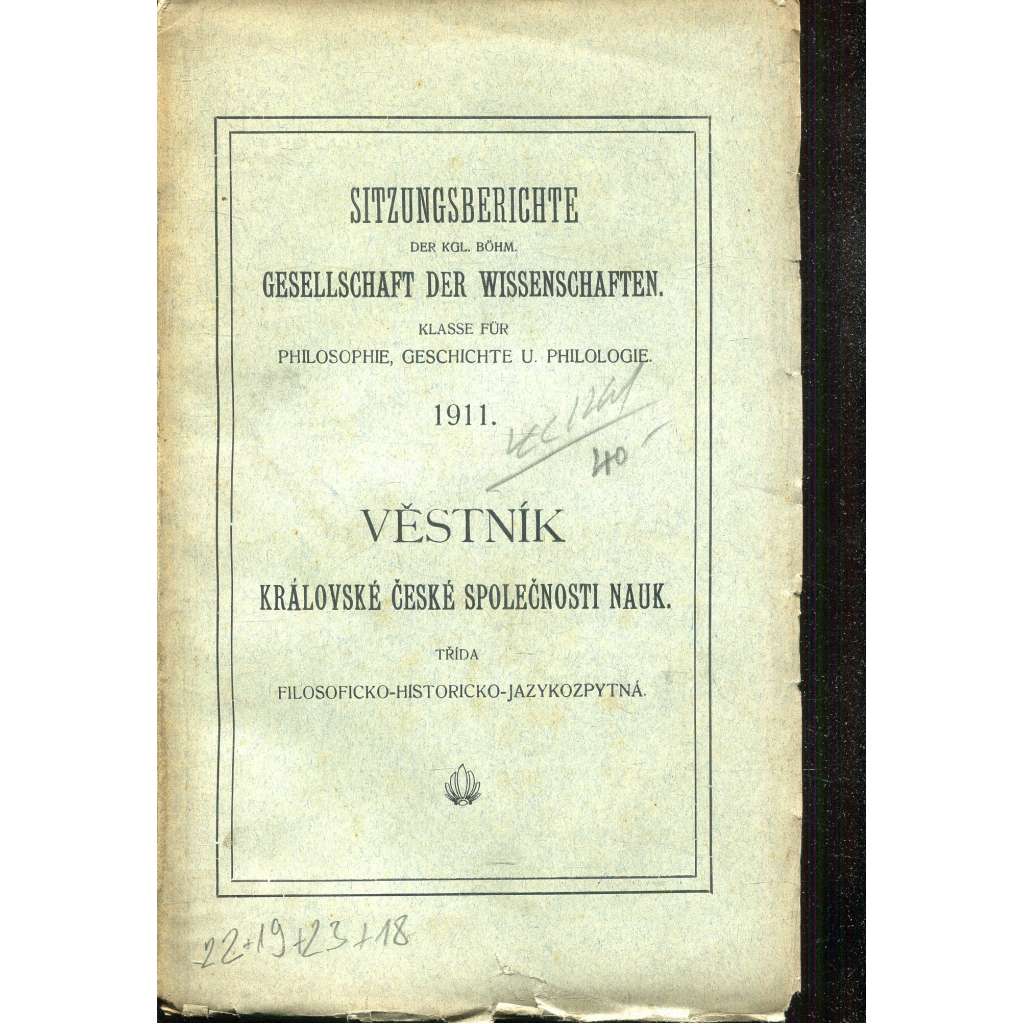 SITZUNGSBERICHTE
DER KGL. BÖHM.
GESELLSCHAFT DER WISSENSCHAFTEN.
KLASSE FÜR
PHILOSOPHIE, GESCHICHTE U. PHILOLOGIE.
1911.
40
VĚSTNÍK
KRÁLOVSKÉ ČESKÉ SPOLEČNOSTI NAUK.
TŘÍDA
FILOSOFICKO-HISTORICKO-JAZYKOZPYTNÁ.
22+19+23+18